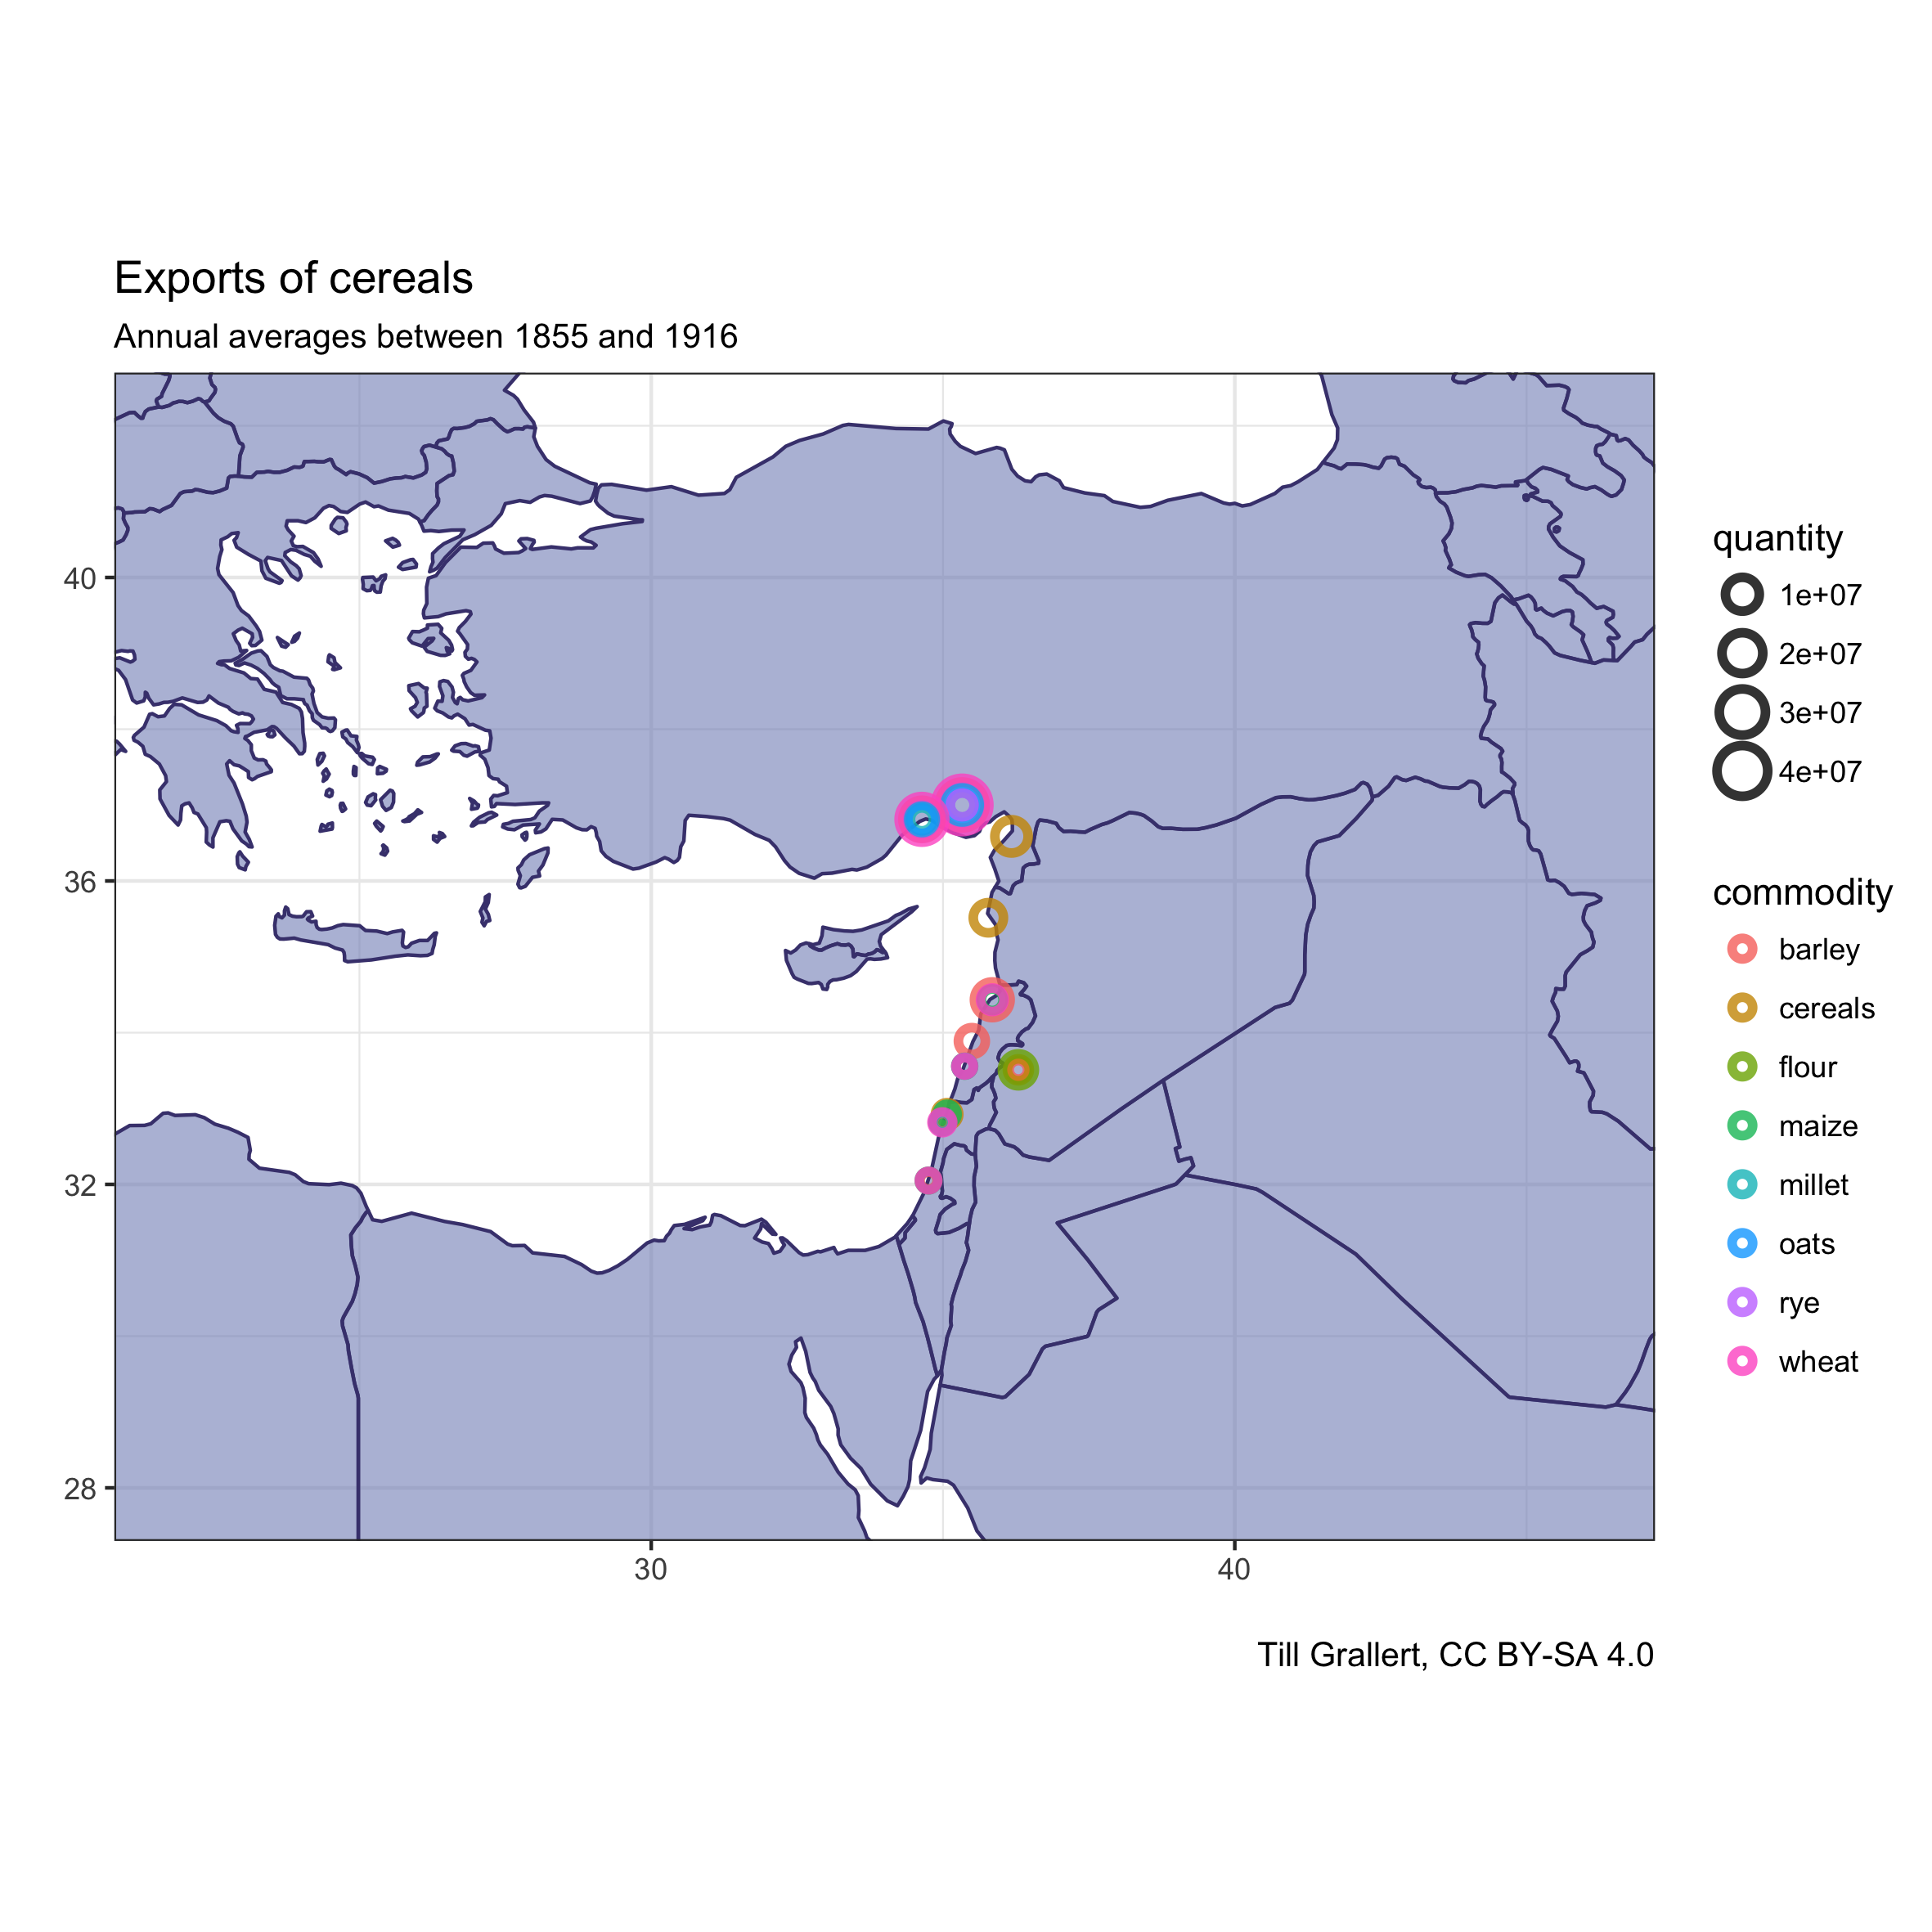 Exports of cereals
Annual averages between 1855 and 1916
quantity
1e+07
2e+07
3e+07
4e+07
commodity
barley
cereals
flour
maize
millet
oats
rye
wheat
40
36
32
28
30
40
Till Grallert, CC BY-SA 4.0